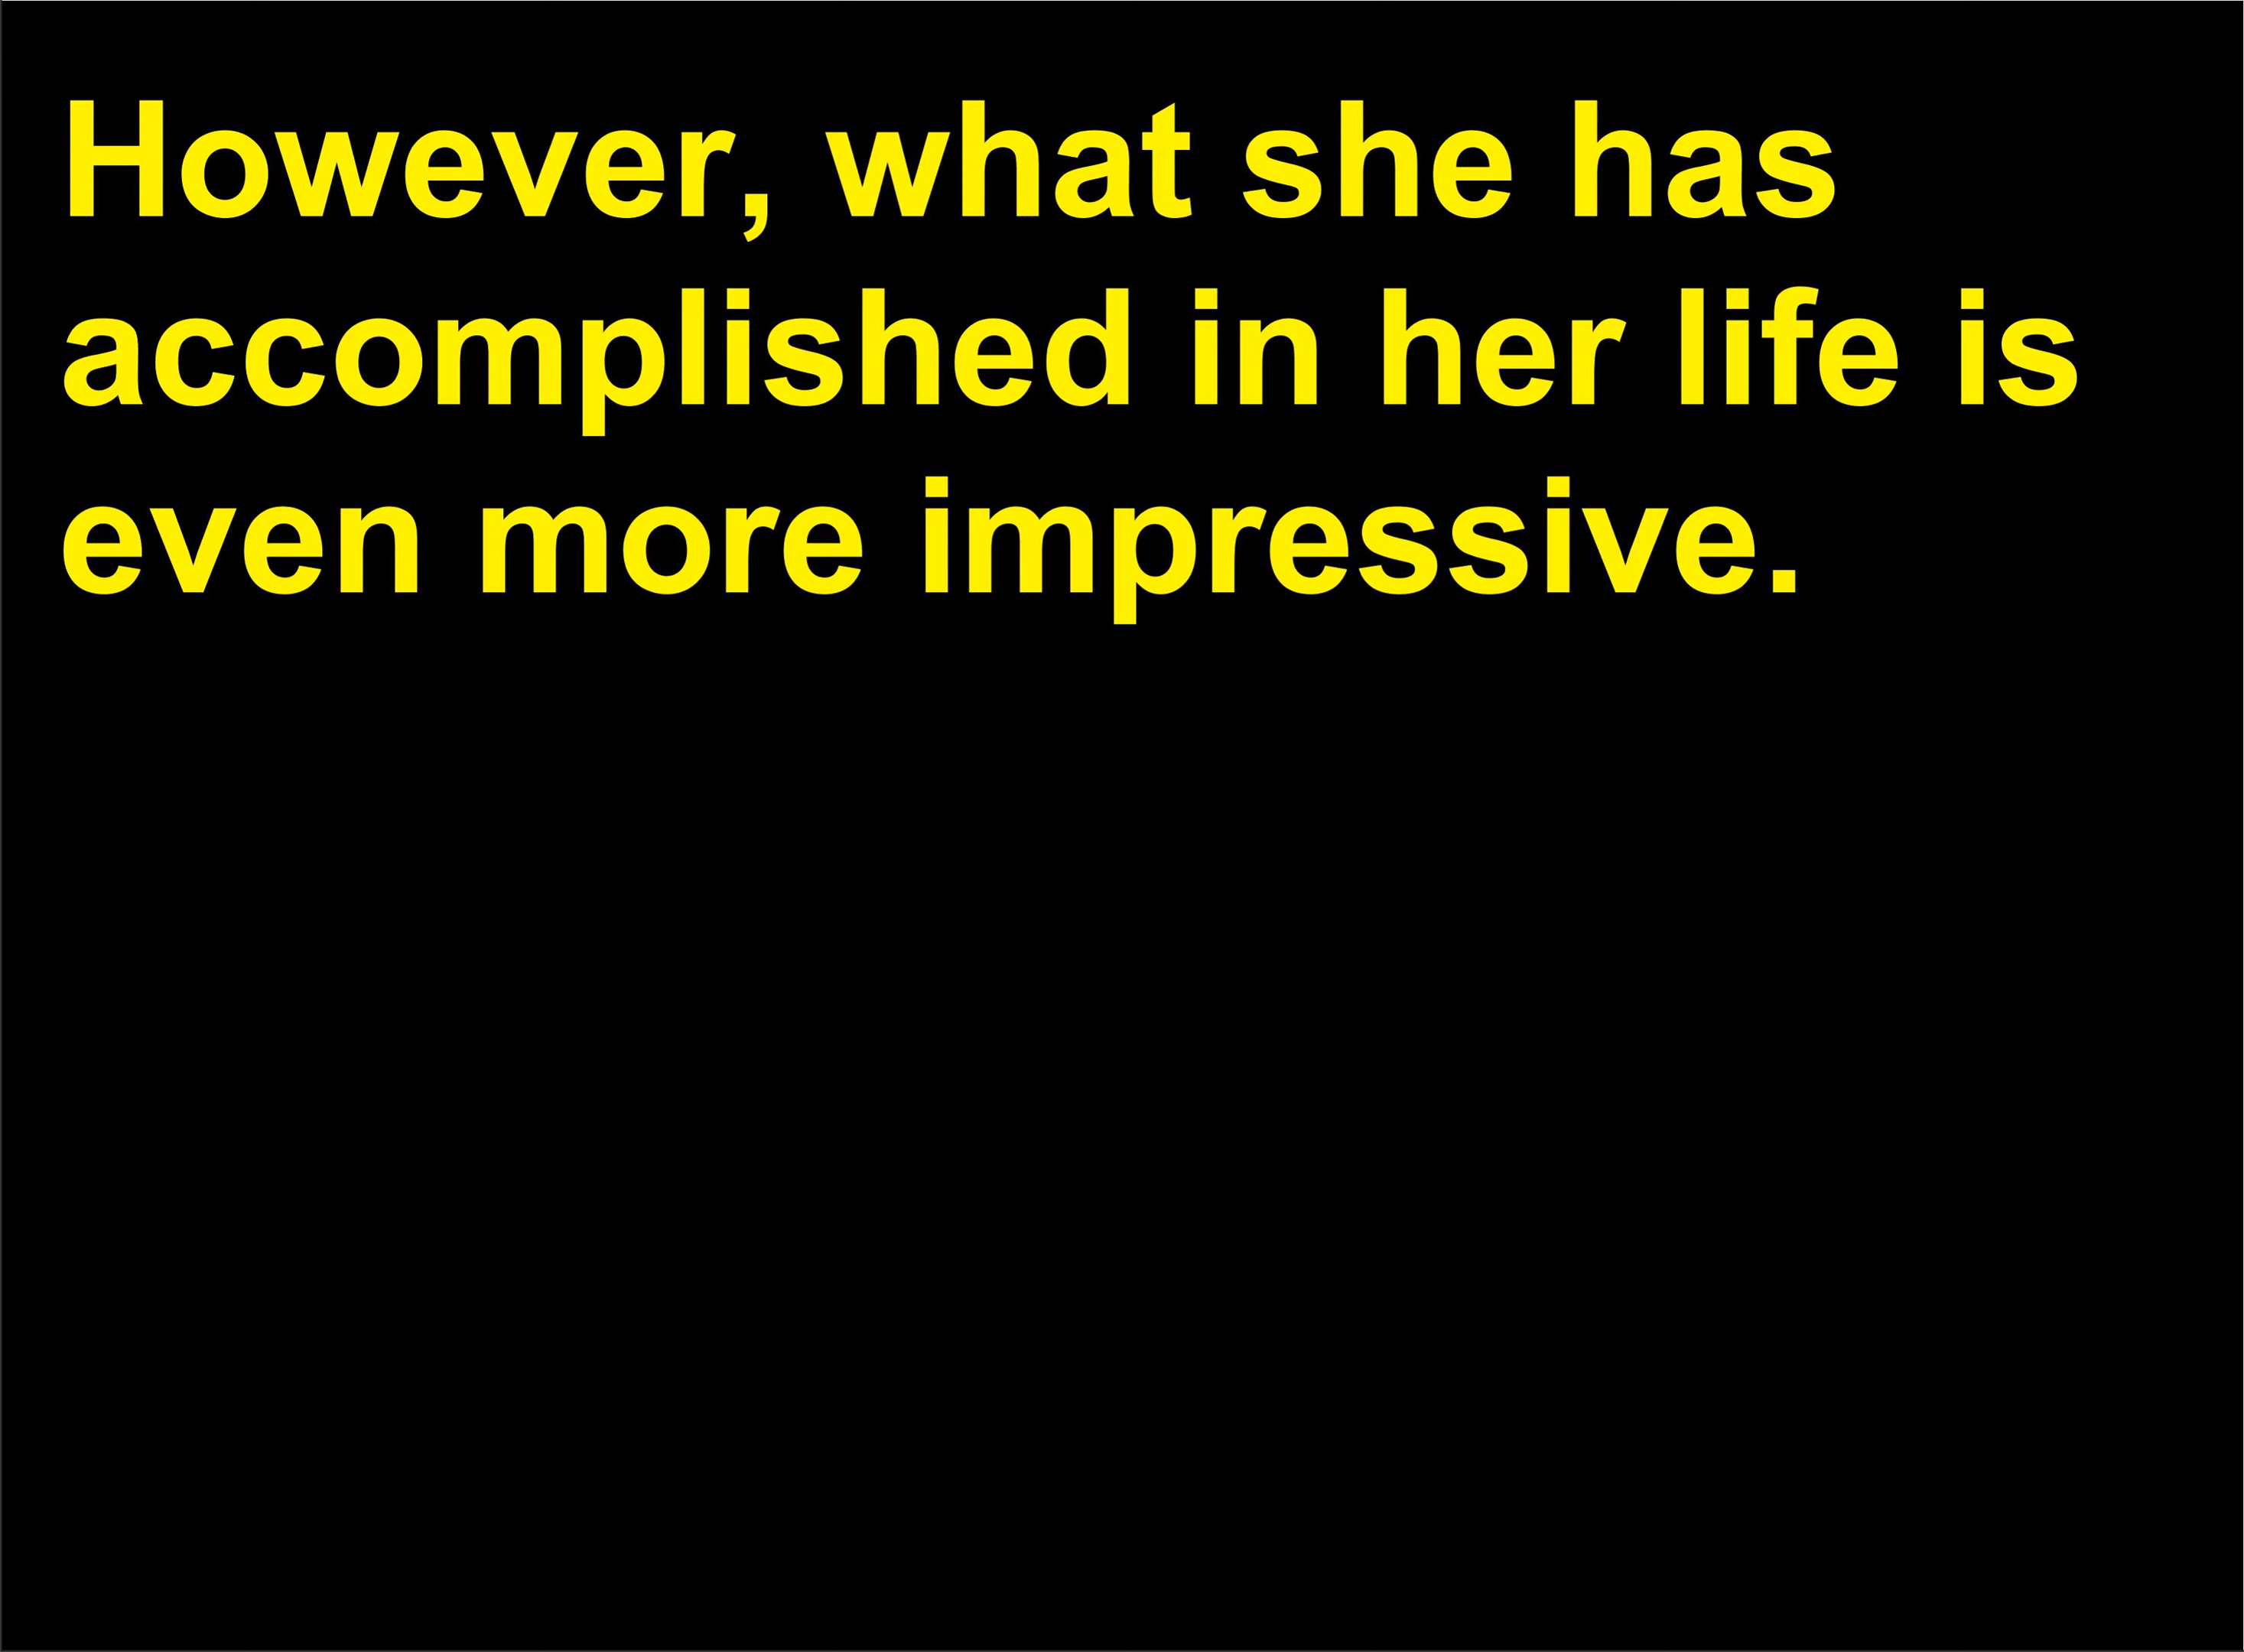 However, what she has
accomplished in her life is
even more impressive.